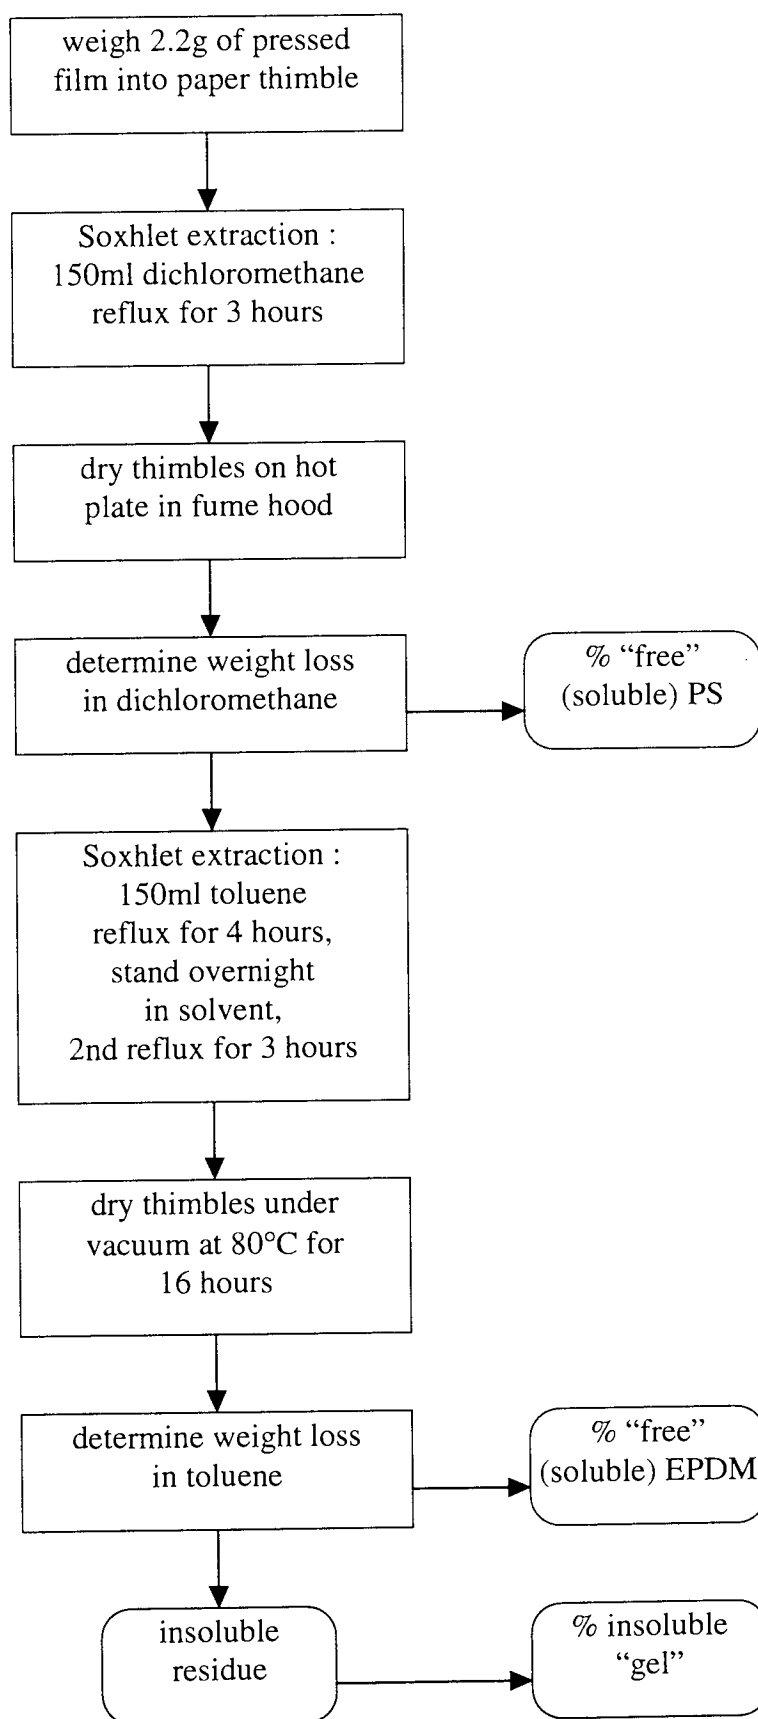 weigh 2.2g of pressed
film into paper thimble
Soxhlet extraction :
150ml dichloromethane
reflux for 3 hours
dry thimbles on hot
plate in fume hood
determine weight loss
in dichloromethane
% “free”
(soluble) PS
Soxhlet extraction :
150ml toluene
reflux for 4 hours,
stand overnight
in solvent,
2nd reflux for 3 hours
dry thimbles under
vacuum at 80°C for
16 hours
determine weight loss
in toluene
% “free”
(soluble) EPDM
insoluble
residue
% insoluble
“gel”